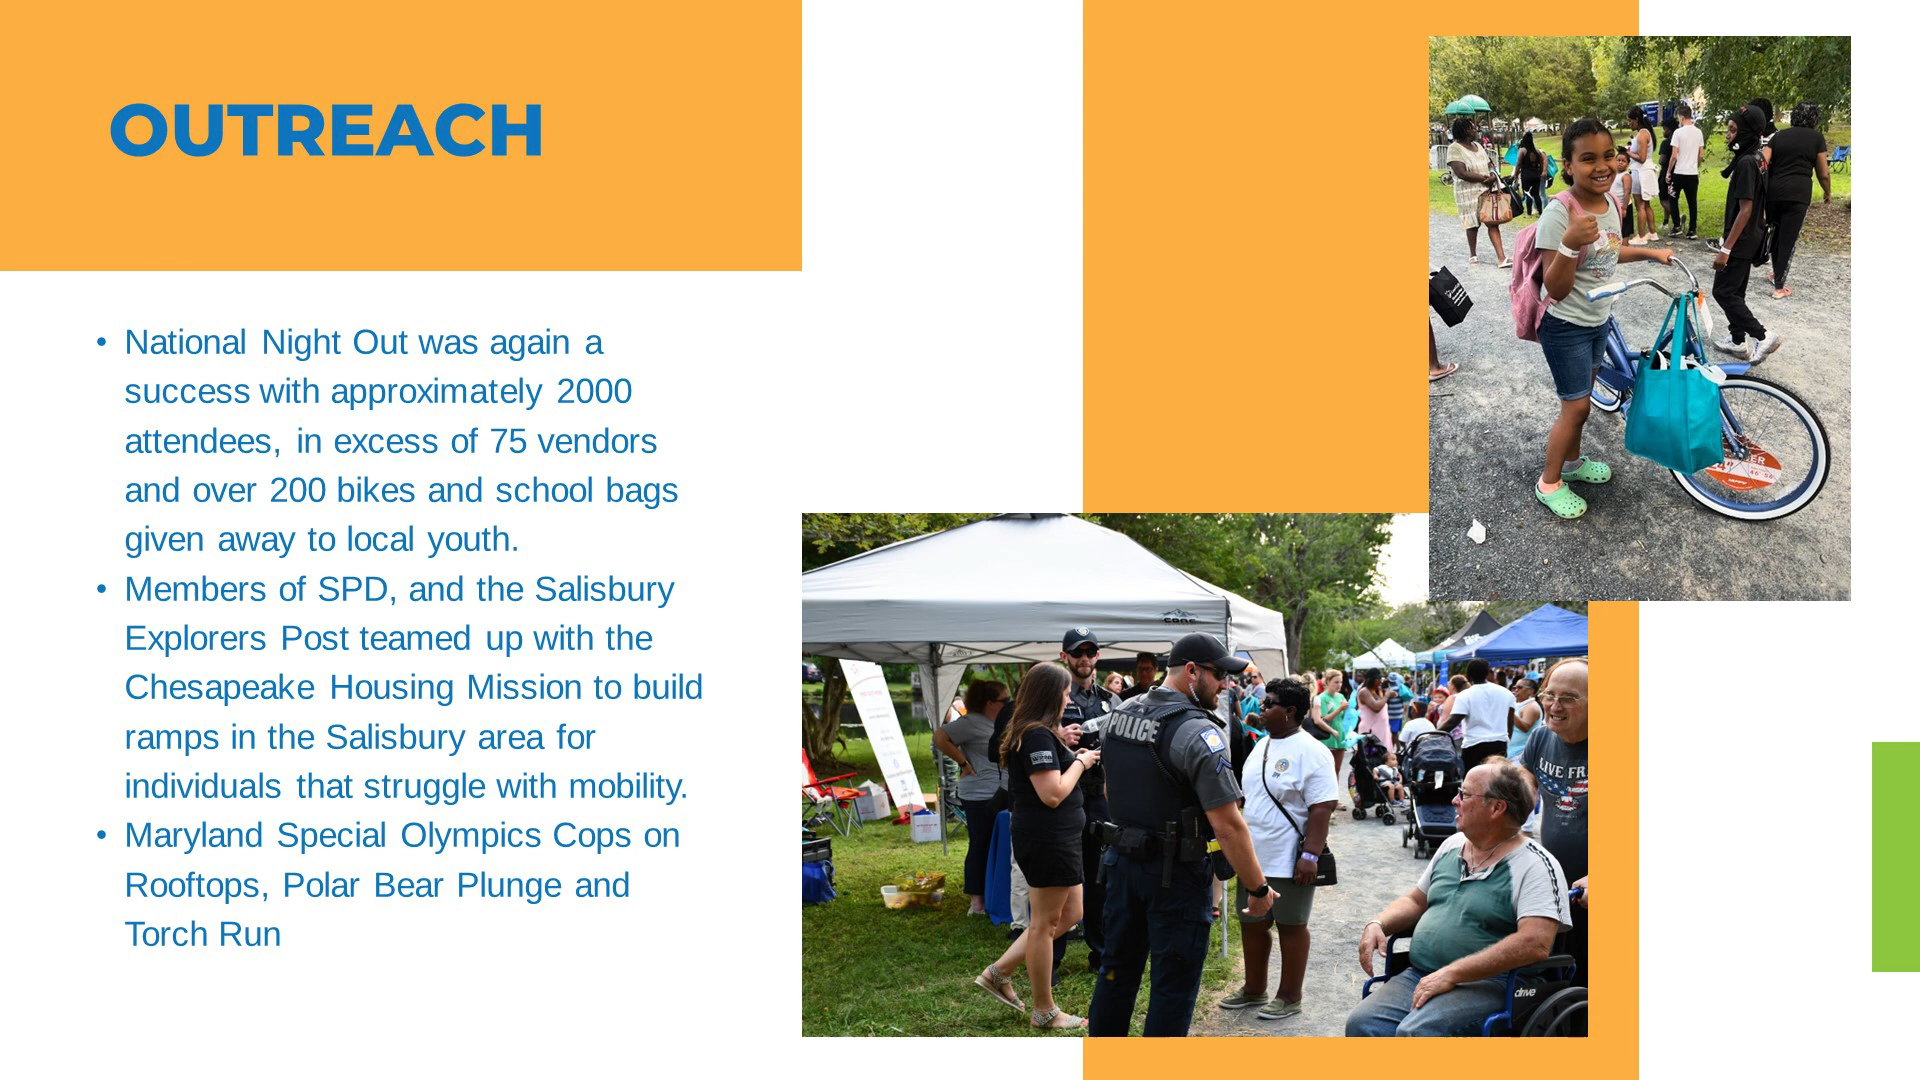 OUTREACH
• National Night Out was again a
success with approximately 2000
attendees, in excess of 75 vendors
and over 200 bikes and school bags
given away to local youth.
• Members of SPD, and the Salisbury
Explorers Post teamed up with the
Chesapeake Housing Mission to build
ramps in the Salisbury area for
individuals that struggle with mobility.
• Maryland Special Olympics Cops on
Rooftops, Polar Bear Plunge and
Torch Run
POLICE
LIVE FR
drive